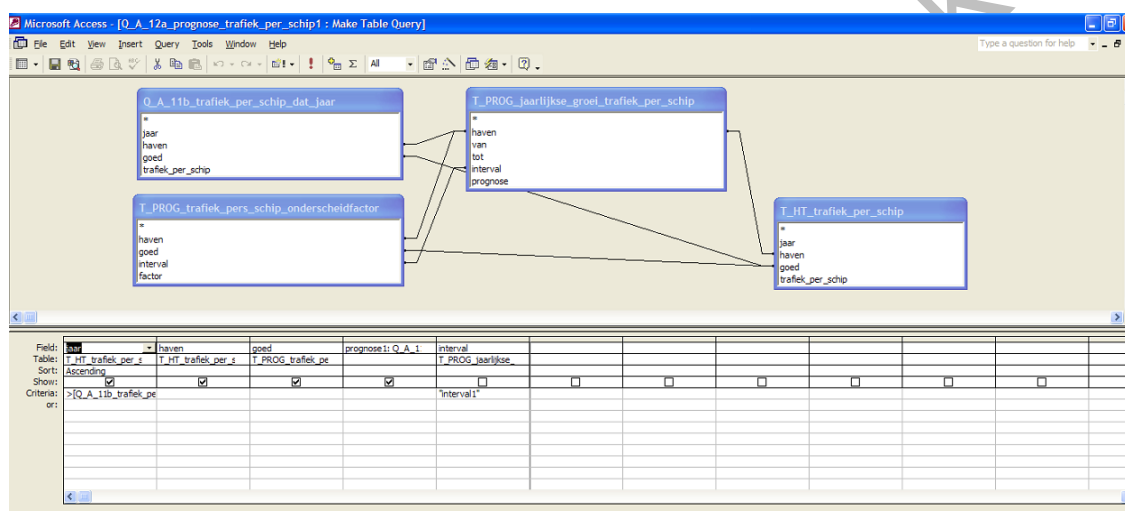 Microsoft Access - [Q_A_12a_prognose_trafiek_per_schip1 : Make Table Query]
File Edit View Insert Query Tools Window Help Type a question for help
All
Q_A_11b_trafiek_per_schip_dat_jaar
*
jaar
haven
goed
trafiek_per_schip
T_PROG_jaarlijkse_groei_trafiek_per_schip
*
haven
van
tot
interval
prognose
T_PROG_trafiek_pers_schip_onderscheidfactor
*
haven
goed
interval
factor
T_HT_trafiek_per_schip
*
jaar
haven
goed
trafiek_per_schip
Field: jaar haven goed prognose1: Q_A_1 interval
Table: T_HT_trafiek_per_s T_HT_trafiek_per_s T_PROG_trafiek_pe T_PROG_jaarlijkse_
Sort: Ascending
Show:
Criteria: >[Q_A_11b_trafiek_pe "interval1"
or: